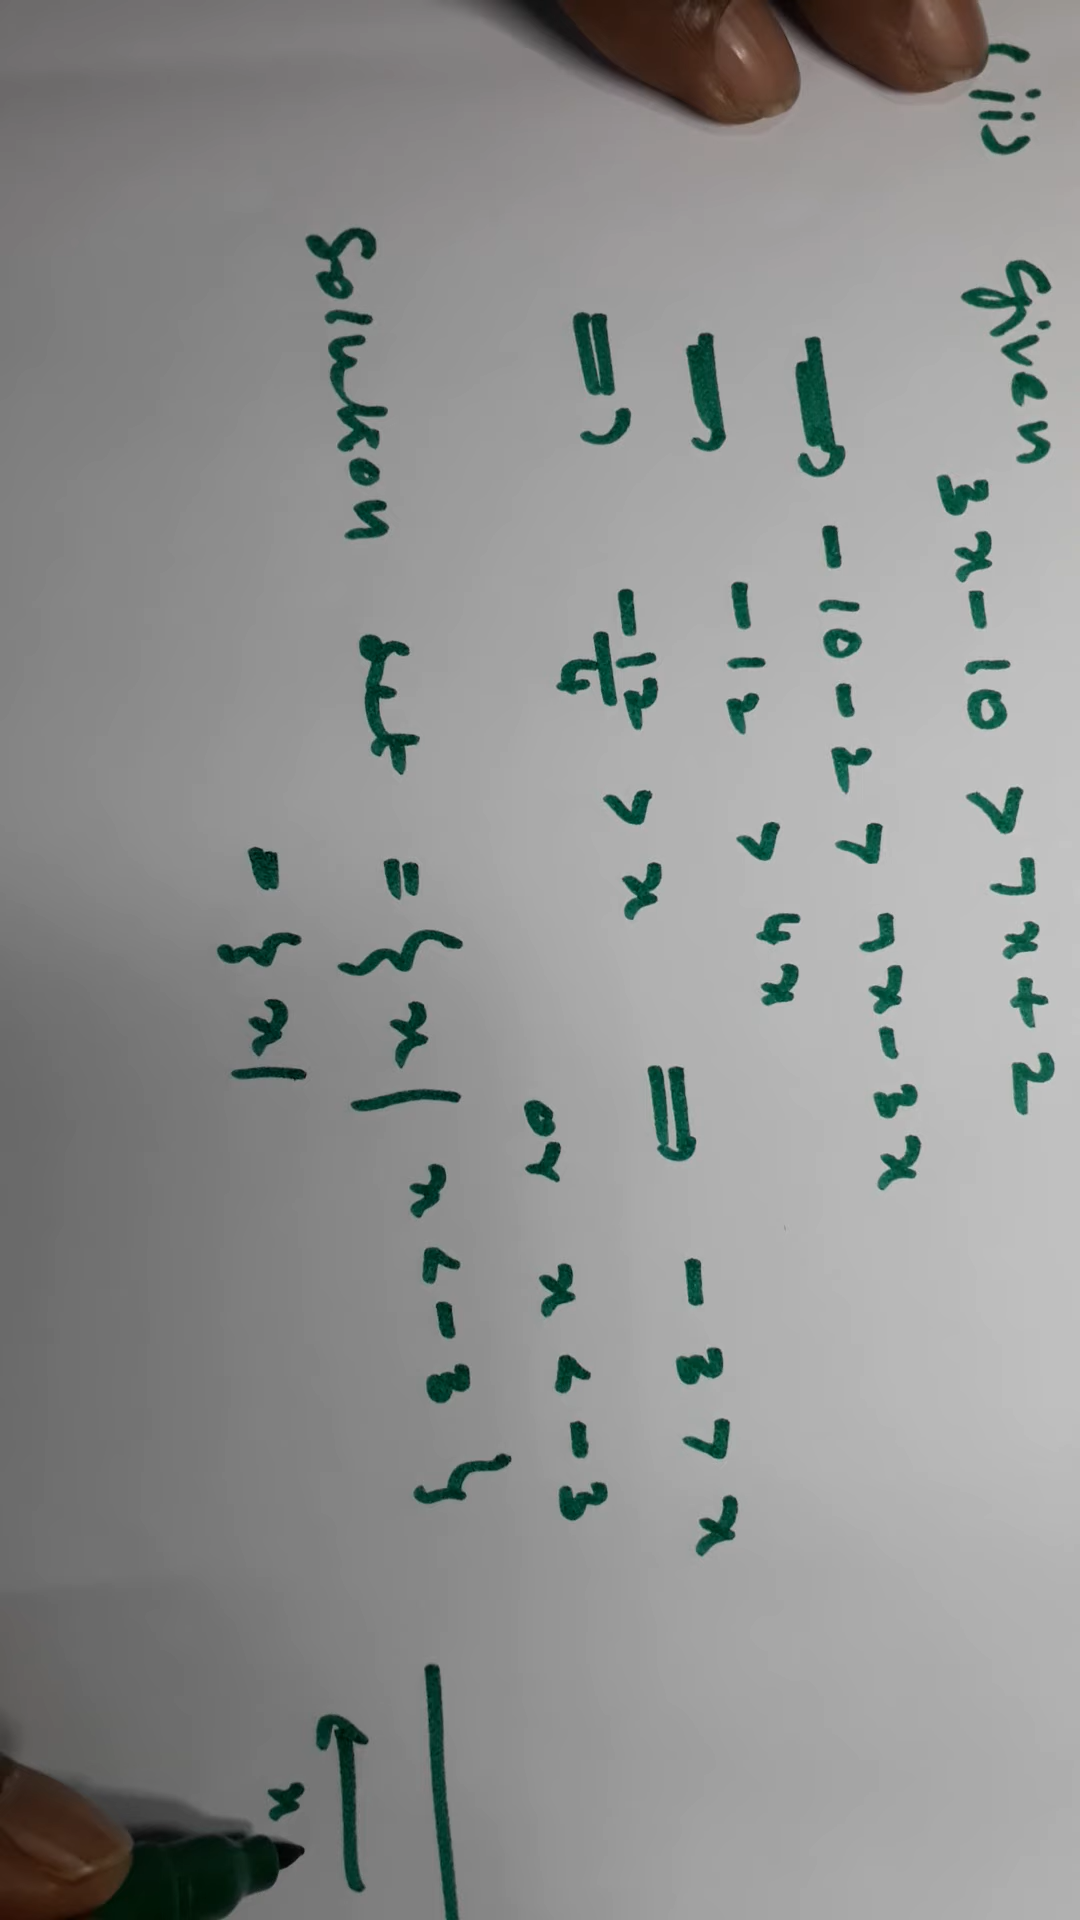 (ii) Given 3x - 10 > 7x + 2
⇒ -10 - 2 > 7x - 3x
⇒ -12 > 4x
⇒ -12/4 > x ⇒ -3 > x
or x < -3
Solution set = {x | x < -3}
= {x |
x